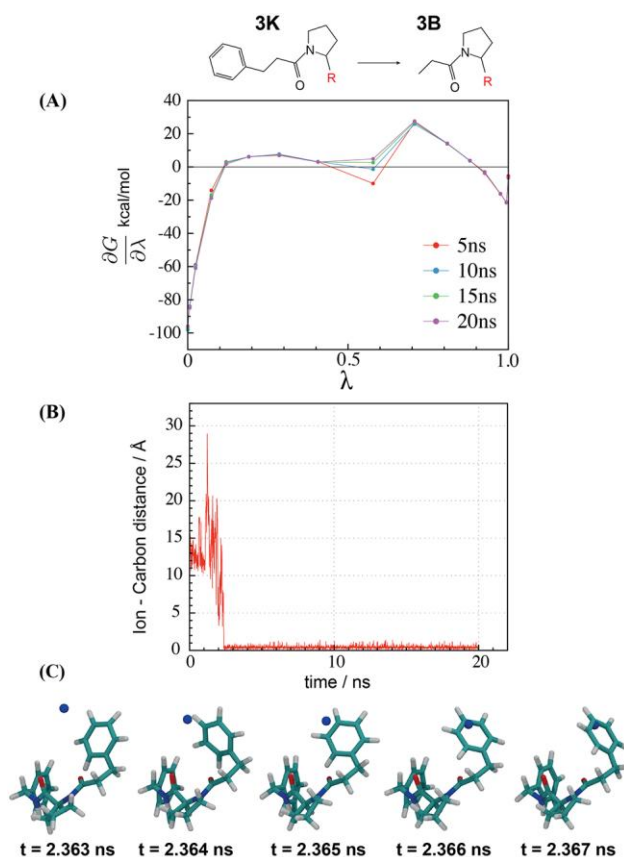 3K 3B
N O R N O R
(A)
40
20
0
-20
-40
-60
-80
-100
∂G/∂λ kcal/mol
5ns
10ns
15ns
20ns
0 0.5 1.0
λ
(B)
30
25
20
15
10
5
0
Ion - Carbon distance / Å
0 10 20
time / ns
(C)
t = 2.363 ns t = 2.364 ns t = 2.365 ns t = 2.366 ns t = 2.367 ns